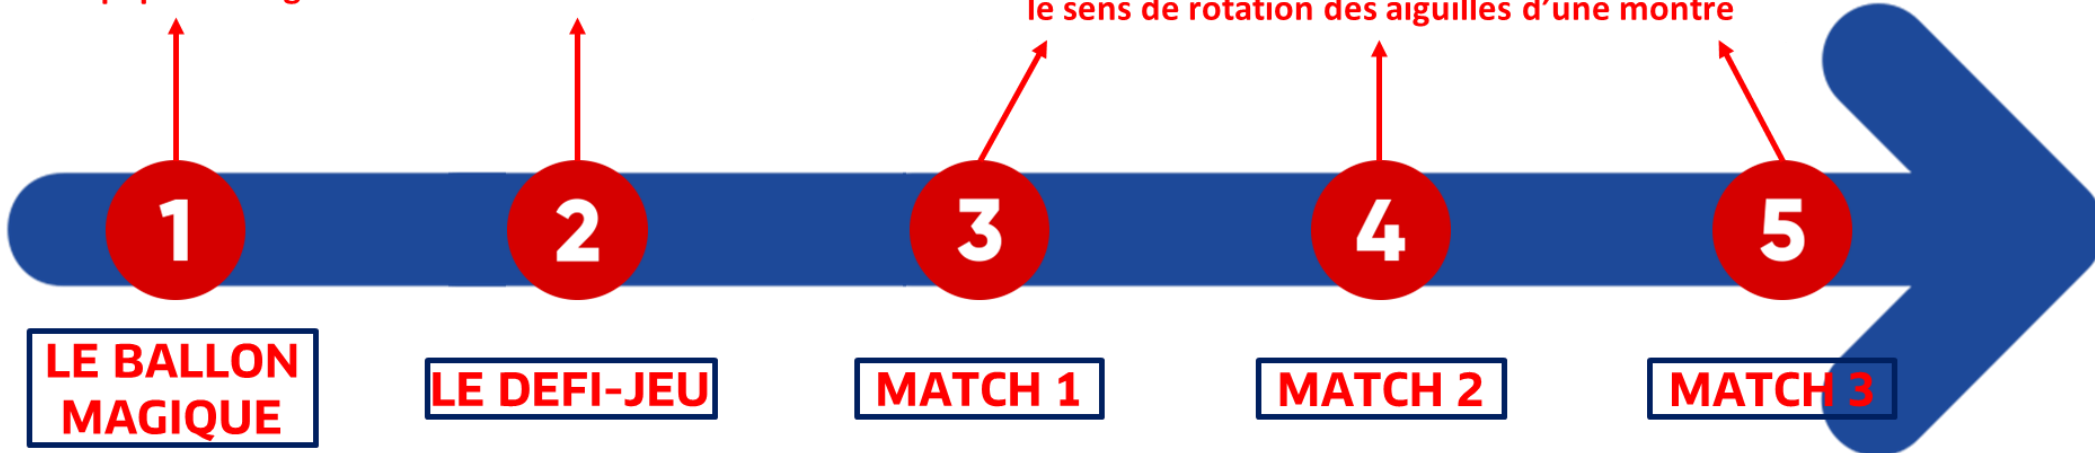 le sens de rotation des aiguilles d’une montre
1
2
3
4
5
LE BALLON
MAGIQUE
LE DEFI-JEU
MATCH 1
MATCH 2
MATCH 3